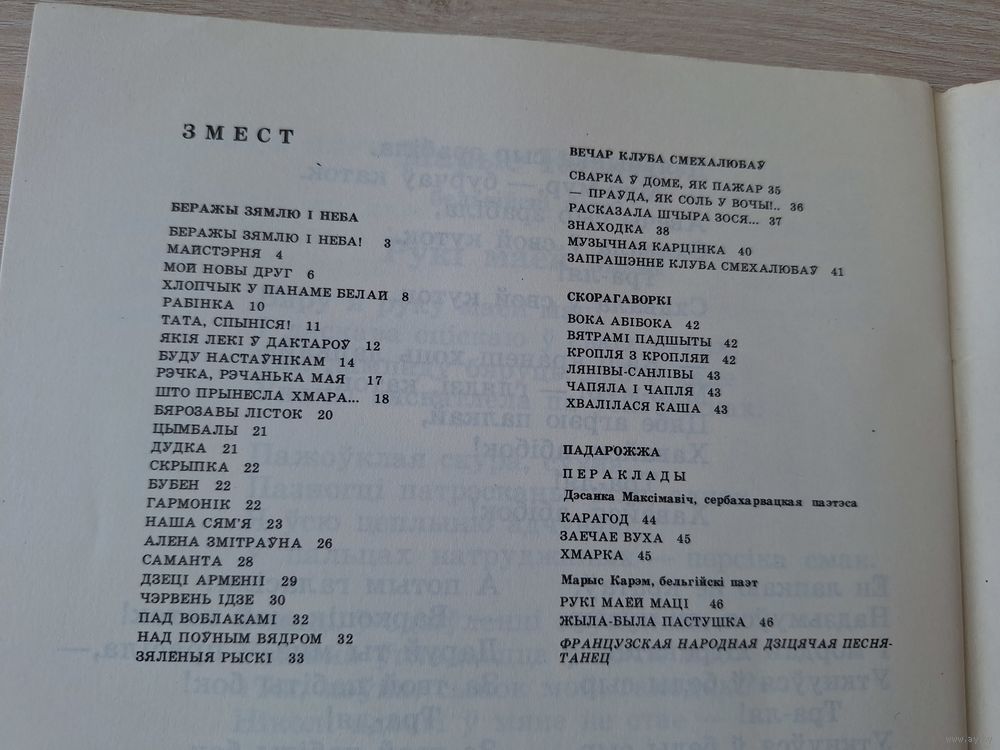 ЗМЕСТ
БЕРАЖЫ ЗЯМЛЮ І НЕБА
БЕРАЖЫ ЗЯМЛЮ І НЕБА! 3
МАЙСТЭРНЯ 4
МОЙ НОВЫ ДРУГ 6
ХЛОПЧЫК У ПАНАМЕ БЕЛАЙ 8
РАБІНКА 10
ТАТА, СПЫНІСЯ! 11
ЯКІЯ ЛЕКІ Ў ДАКТАРОЎ 12
БУДУ НАСТАЎНІКАМ 14
РЭЧКА, РЭЧАНЬКА МАЯ 17
ШТО ПРЫНЕСЛА ХМАРА... 18
БЯРОЗАВЫ ЛІСТОК 20
ЦЫМБАЛЫ 21
ДУДКА 21
СКРЫПКА 22
БУБЕН 22
ГАРМОНІК 22
НАША СЯМ'Я 23
АЛЕНА ЗМІТРАЎНА 26
САМАНТА 28
ДЗЕЦІ АРМЕНІІ 29
ЧЭРВЕНЬ ІДЗЕ 30
ПАД ВОБЛАКАМІ 32
НАД ПОЎНЫМ ВЯДРОМ 32
ЗЯЛЕНЫЯ РЫСКІ 33
ВЕЧАР КЛУБА СМЕХАЛЮБАЎ
СВАРКА Ў ДОМЕ, ЯК ПАЖАР 35
— ПРАЎДА, ЯК СОЛЬ У ВОЧЫ!.. 36
РАСКАЗАЛА ШЧЫРА ЗОСЯ... 37
ЗНАХОДКА 38
МУЗЫЧНАЯ КАРЦІНКА 40
ЗАПРАШЭННЕ КЛУБА СМЕХАЛЮБАЎ 41
СКОРАГАВОРКІ
ВОКА АБІБОКА 42
ВЯТРАМІ ПАДШЫТЫ 42
КРОПЛЯ З КРОПЛЯЙ 42
ЛЯНІВЫ-САНЛІВЫ 43
ЧАПЯЛА І ЧАПЛЯ 43
ХВАЛІЛАСЯ КАША 43
ПАДАРОЖЖА
ПЕРАКЛАДЫ
Дэсанка Максімавіч, сербахарвацкая паэтэса
КАРАГОД 44
ЗАЕЧАЕ ВУХА 45
ХМАРКА 45
Марыс Карэм, бельгійскі паэт
РУКІ МАЕЙ МАЦІ 46
ЖЫЛА-БЫЛА ПАСТУШКА 46
ФРАНЦУЗСКАЯ НАРОДНАЯ ДЗІЦЯЧАЯ ПЕСНЯ-
ТАНЕЦ